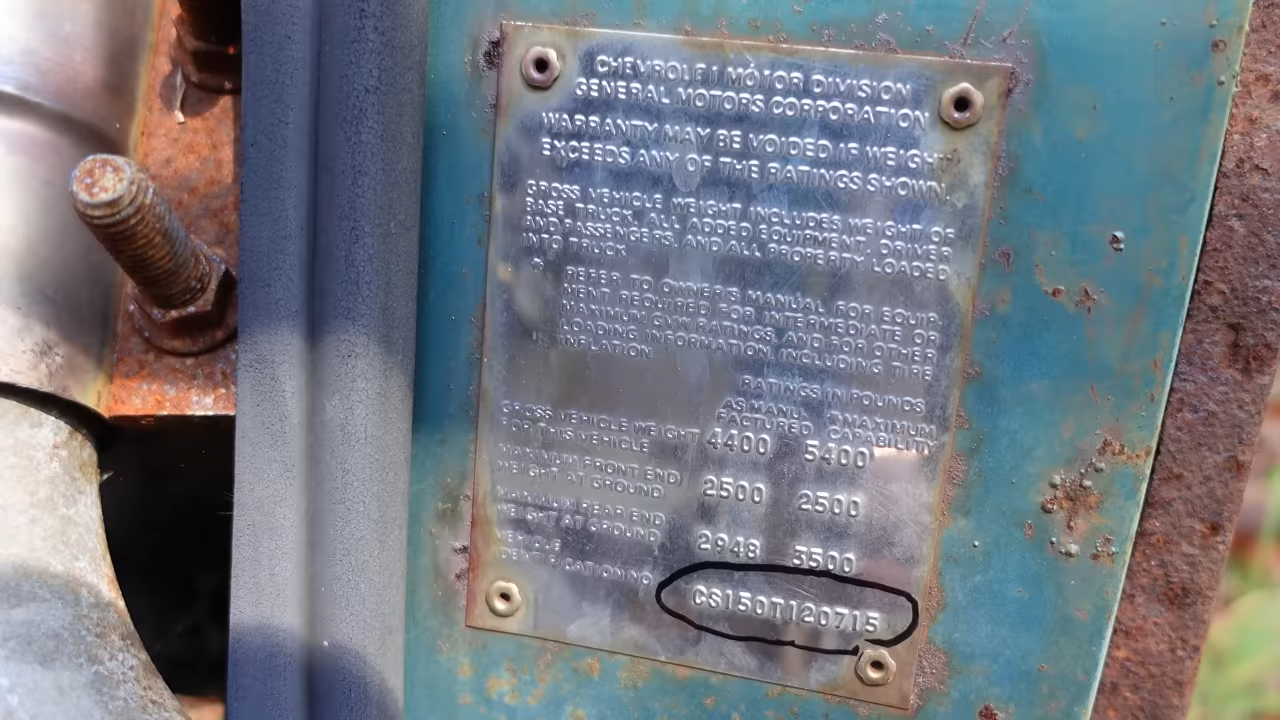 CHEVROLET MOTOR DIVISION
GENERAL MOTORS CORPORATION
WARRANTY MAY BE VOIDED IF WEIGHT
EXCEEDS ANY OF THE RATINGS SHOWN.
GROSS VEHICLE WEIGHT INCLUDES WEIGHT OF
BASE TRUCK, ALL ADDED EQUIPMENT, DRIVER
AND PASSENGERS, AND ALL PROPERTY LOADED
INTO TRUCK
REFER TO OWNER'S MANUAL FOR EQUIP-
MENT REQUIRED FOR INTERMEDIATE OR
MAXIMUM GVW RATINGS, AND FOR OTHER
LOADING INFORMATION, INCLUDING TIRE
INFLATION.
RATINGS IN POUNDS
AS MANU- MAXIMUM
FACTURED CAPABILITY
GROSS VEHICLE WEIGHT 4400 5400
FOR THIS VEHICLE
MAXIMUM FRONT END
WEIGHT AT GROUND 2500 2500
MAXIMUM REAR END
WEIGHT AT GROUND 2948 3500
VEHICLE
IDENTIFICATION NO CS150T120715